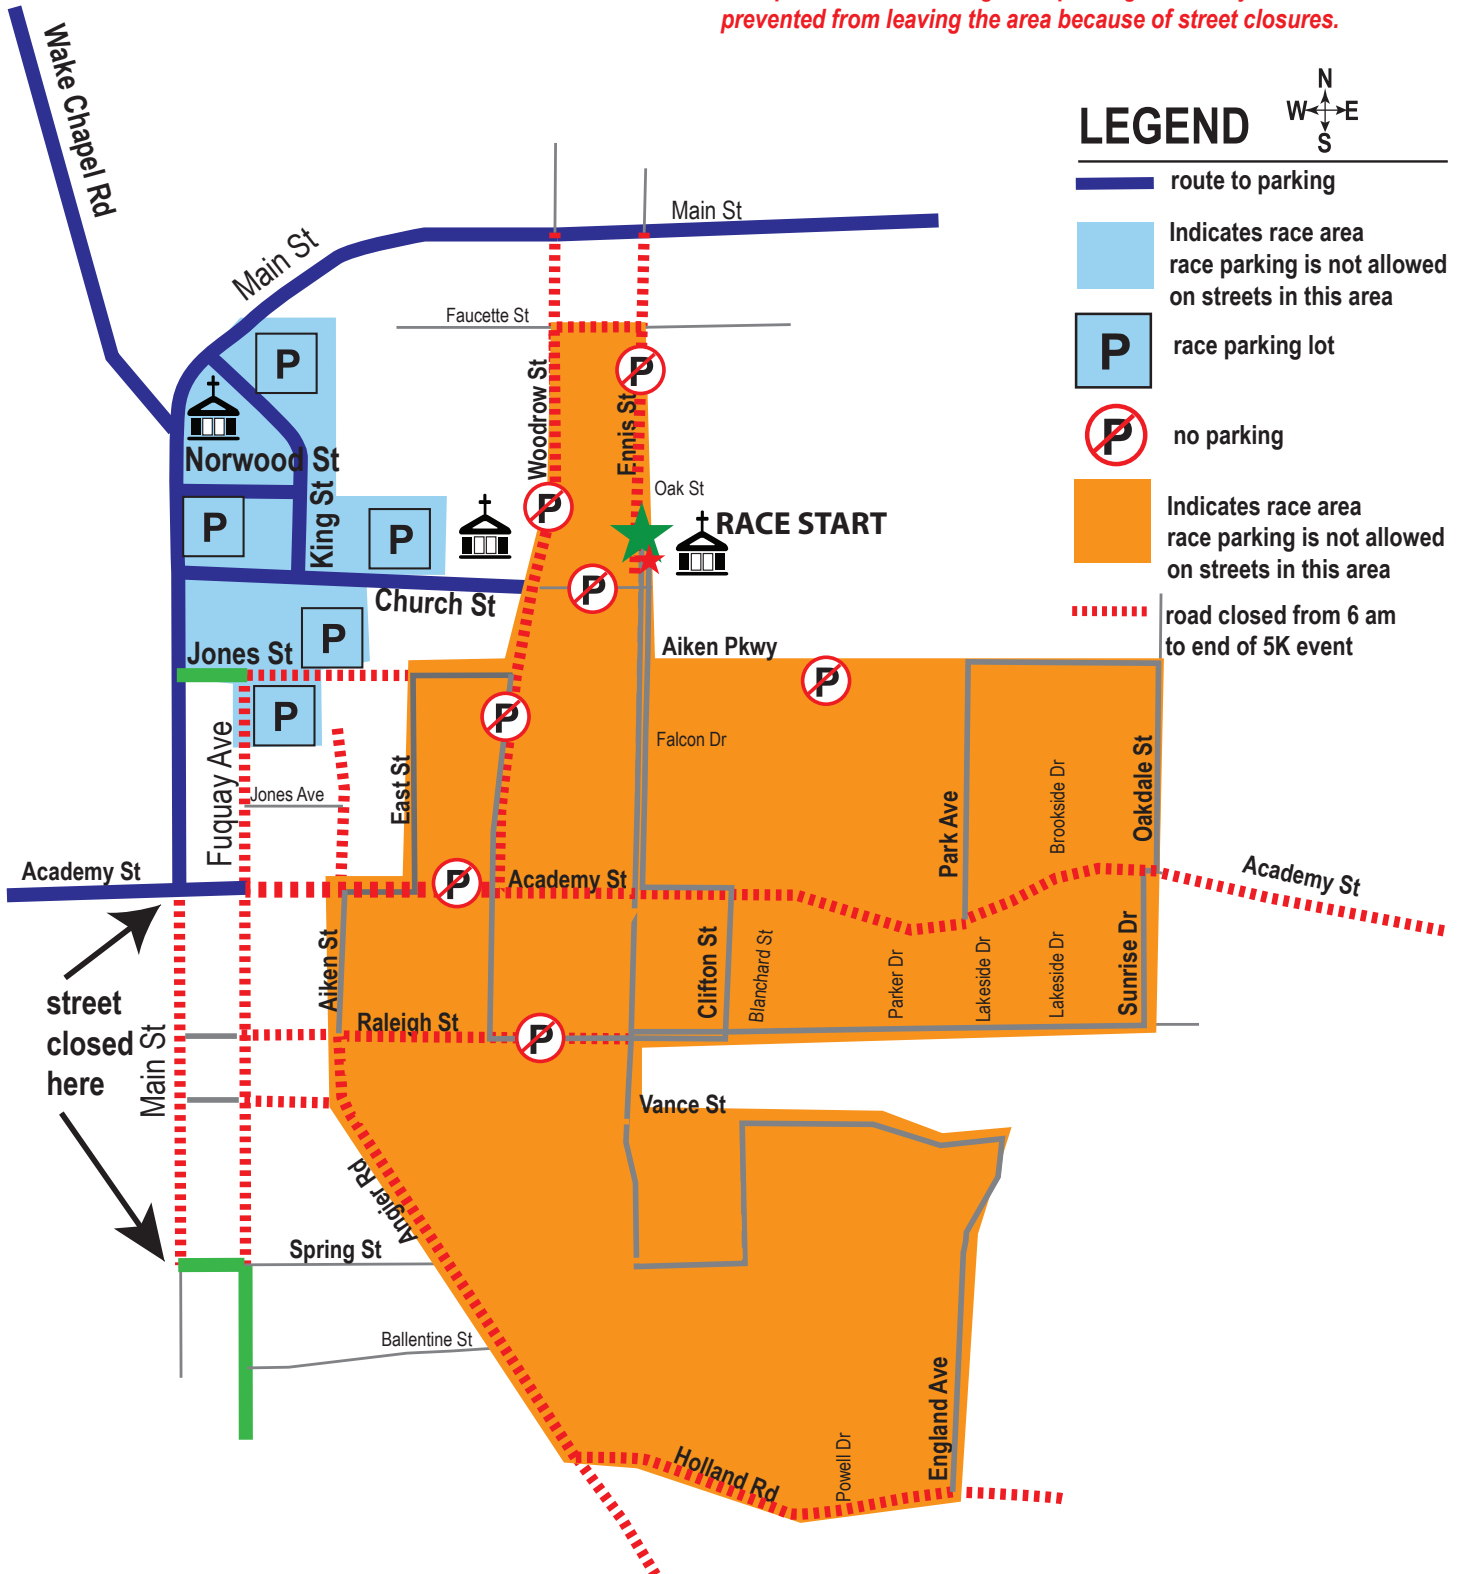 prevented from leaving the area because of street closures.
N
W E
S
LEGEND
route to parking
Indicates race area
race parking is not allowed
on streets in this area
P
race parking lot
P
no parking
Indicates race area
race parking is not allowed
on streets in this area
road closed from 6 am
to end of 5K event
Wake Chapel Rd
Main St
Main St
Faucette St
P
P
Woodrow St
Ennis St
Norwood St
King St
Oak St
P
RACE START
P
P
Church St
P
P
Jones St
Aiken Pkwy
P
P
P
Fuquay Ave
Falcon Dr
East St
Jones Ave
Park Ave
Brookside Dr
Oakdale St
Academy St
P
Academy St
Academy St
Aiken St
Clifton St
Blanchard St
Parker Dr
Lakeside Dr
Lakeside Dr
Sunrise Dr
street
closed
here
Main St
Raleigh St
P
Vance St
Angier Rd
Spring St
Ballentine St
England Ave
Holland Rd
Powell Dr